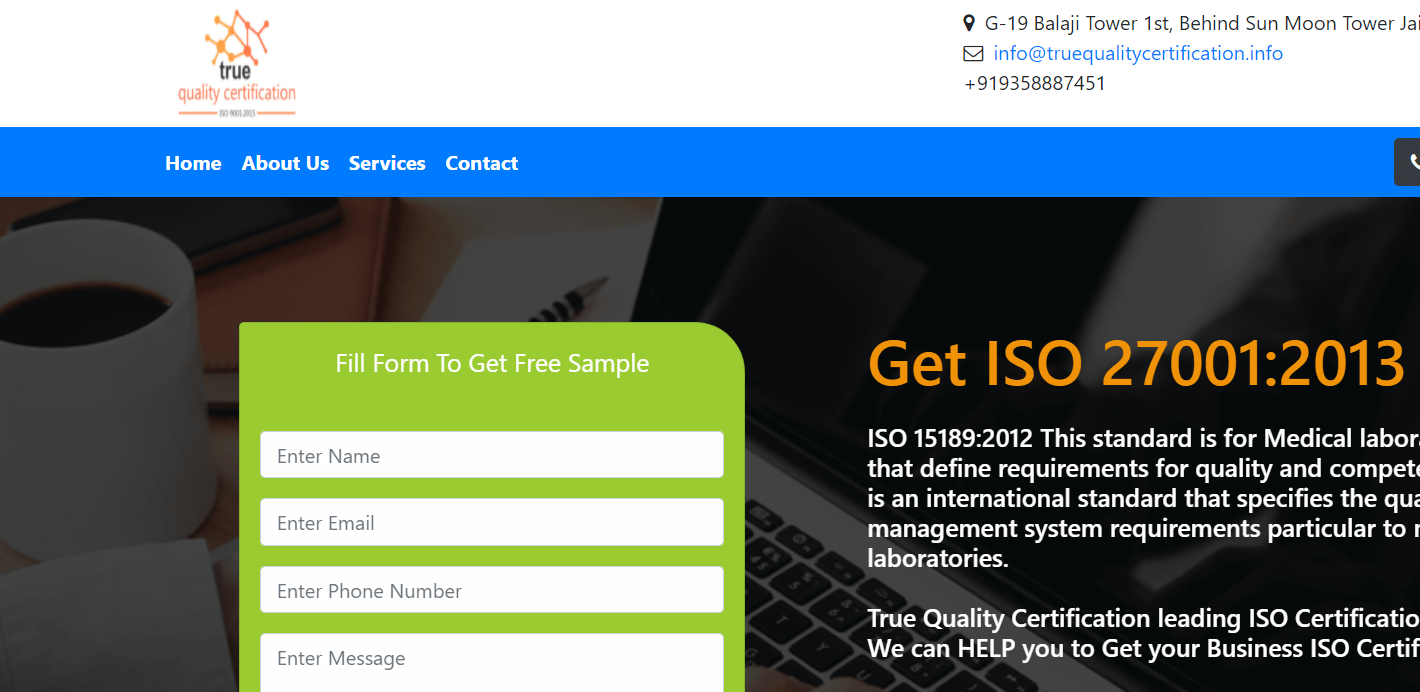 true
quality certification
ISO 9001:2015
G-19 Balaji Tower 1st, Behind Sun Moon Tower Jai
info@truequalitycertification.info
+919358887451
Home About Us Services Contact
Fill Form To Get Free Sample
Enter Name
Enter Email
Enter Phone Number
Enter Message
Get ISO 27001:2013
ISO 15189:2012 This standard is for Medical labor
that define requirements for quality and compete
is an international standard that specifies the qua
management system requirements particular to
laboratories.
True Quality Certification leading ISO Certificatio
We can HELP you to Get your Business ISO Certif